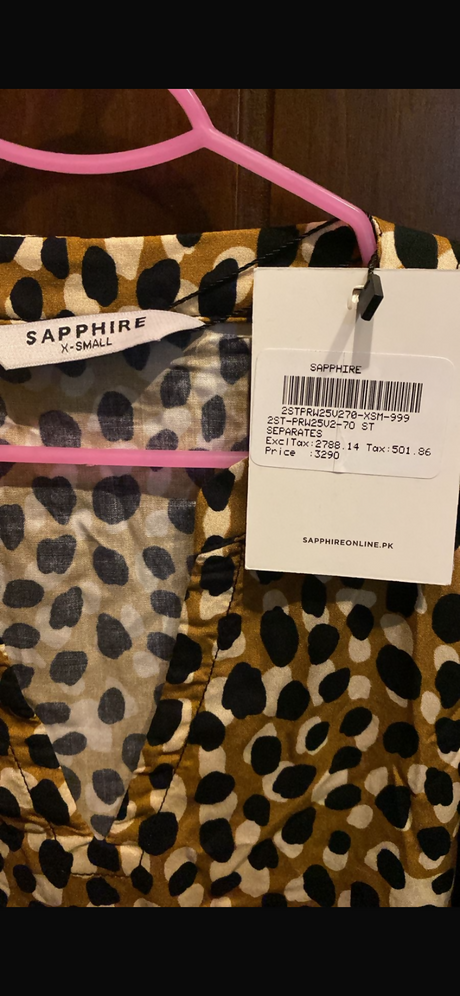 SAPPHIRE
X-SMALL
SAPPHIRE
2STPRW25V270-XSM-999
2ST-PRW25V2-70 ST
SEPARATES
ExclTax:2788.14 Tax:501.86
Price :3290
SAPPHIREONLINE.PK